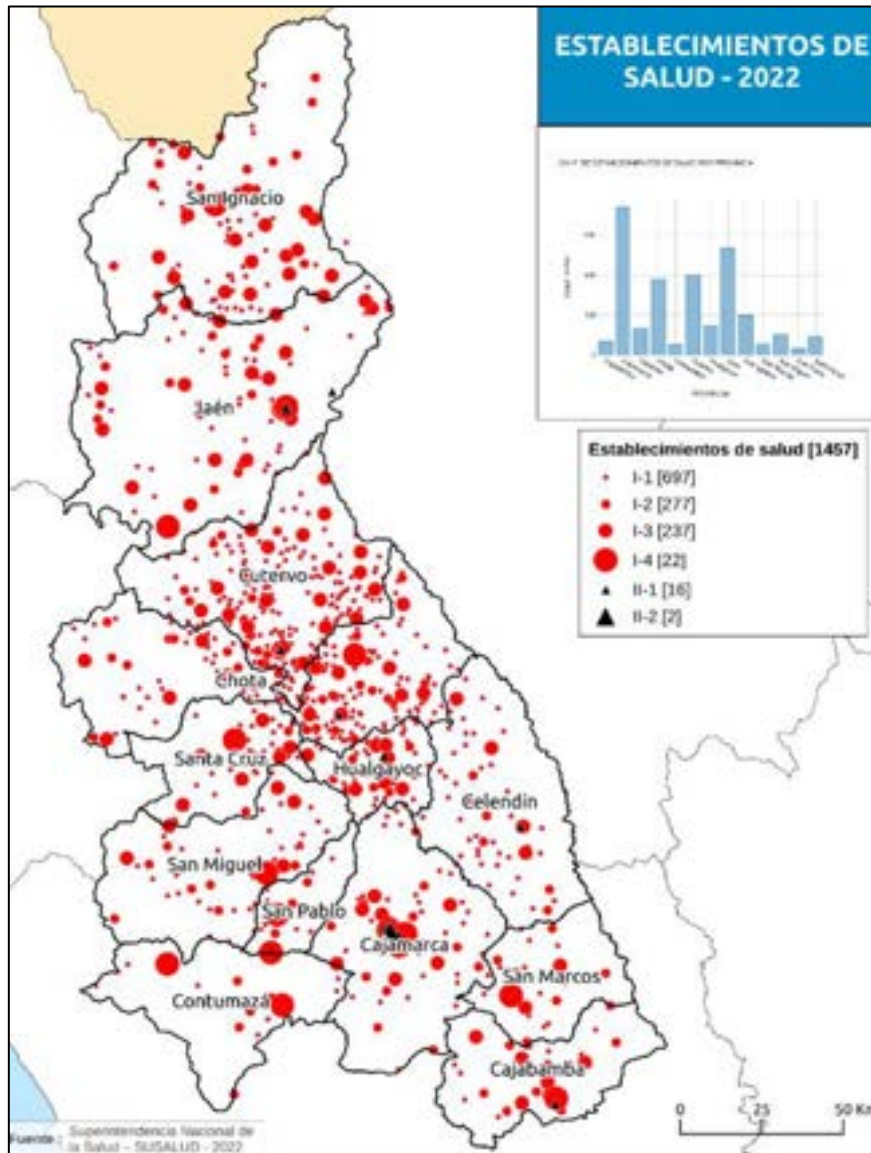 ESTABLECIMIENTOS DE
SALUD - 2022
Establecimientos de salud [1457]
I-1 [697]
I-2 [277]
I-3 [237]
I-4 [22]
II-1 [16]
II-2 [2]
San Ignacio
Jaén
Cutervo
Chota
Santa Cruz
Hualgayoc
Celendín
San Miguel
San Pablo
Cajamarca
San Marcos
Contumazá
Cajabamba
0 25 50 Km
Fuente : Superintendencia Nacional de
la Salud - SUSALUD - 2022